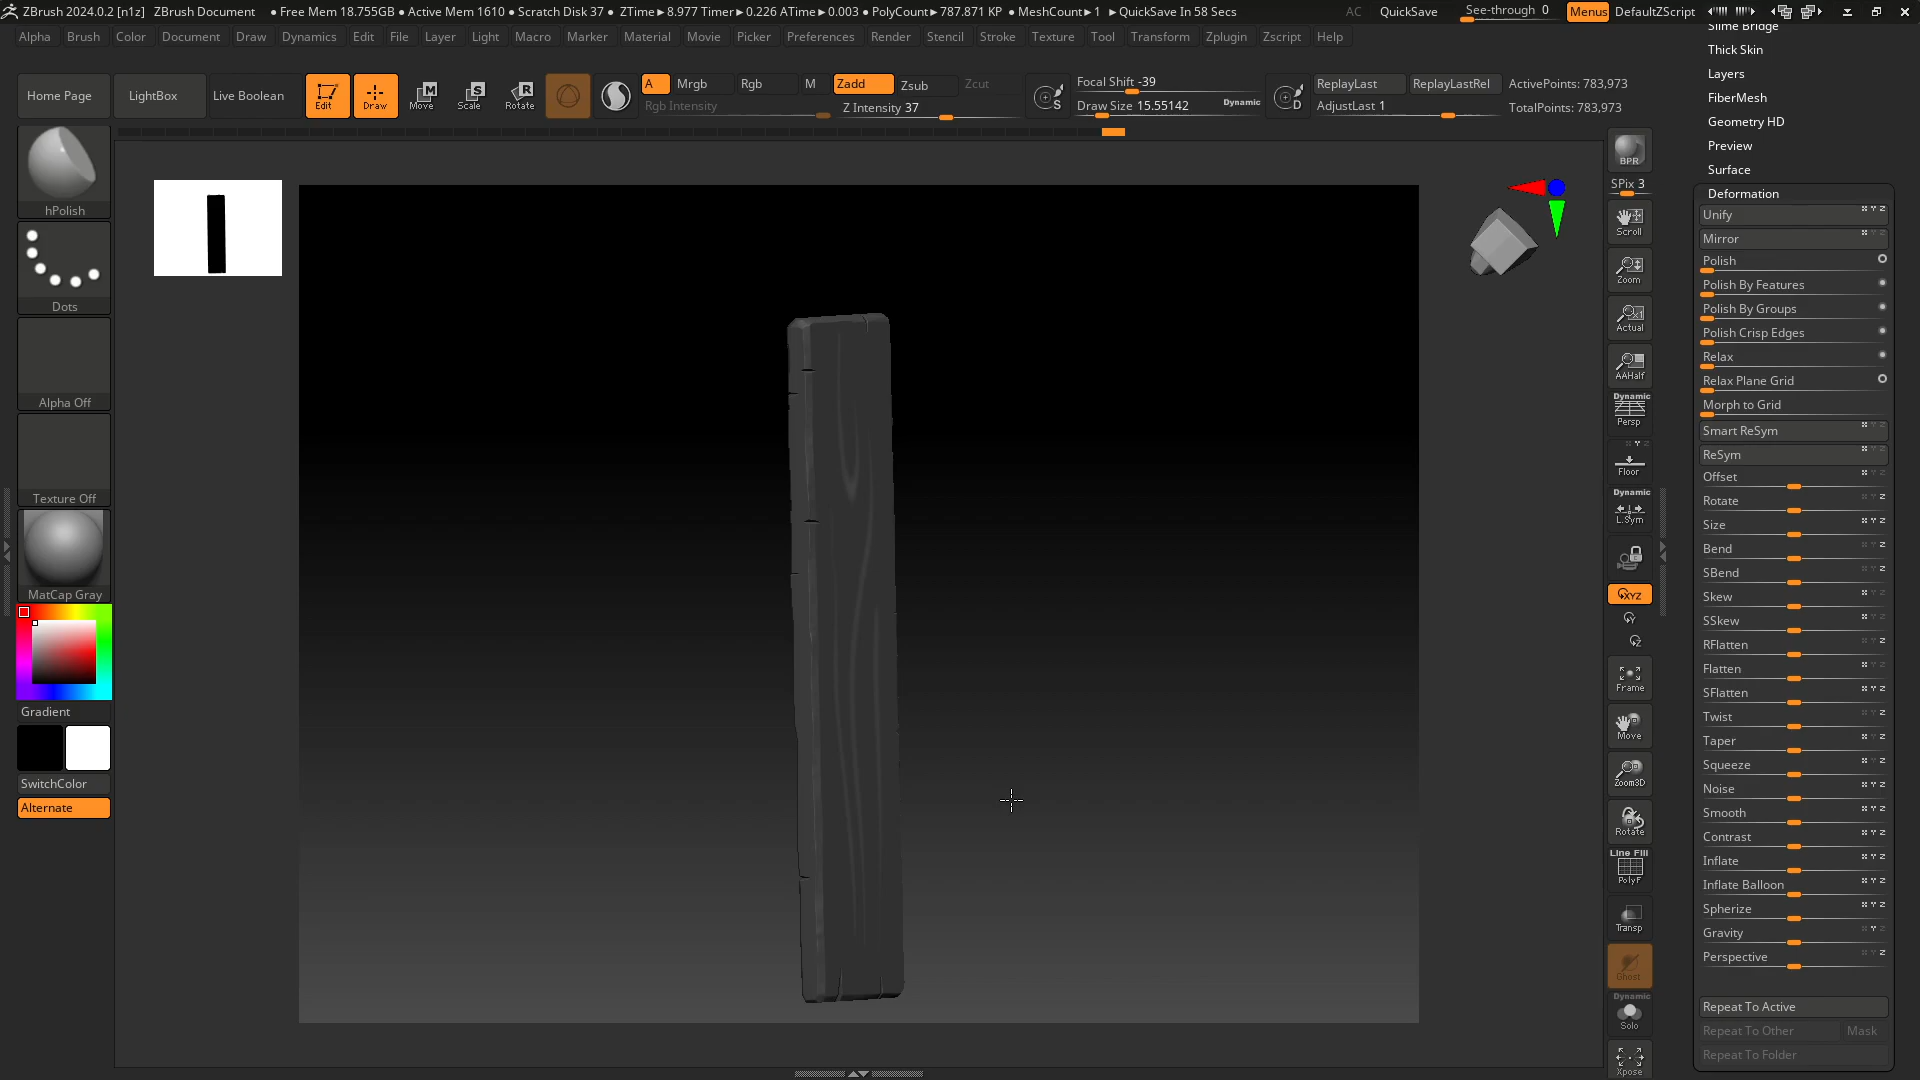 ZBrush 2024.0.2 [n1z] ZBrush Document ● Free Mem 18.755GB ● Active Mem 1610 ● Scratch Disk 37 ● ZTime►8.977 Timer►0.226 ATime►0.003 ● PolyCount►787.871 KP ● MeshCount►1 ►QuickSave In 58 Secs AC QuickSave See-through 0 Menus DefaultZScript
Alpha Brush Color Document Draw Dynamics Edit File Layer Light Macro Marker Material Movie Picker Preferences Render Stencil Stroke Texture Tool Transform Zplugin Zscript Help
Home Page LightBox Live Boolean Edit Draw Move Scale Rotate
M S R
A Mrgb Rgb M Zadd Zsub Zcut
Rgb Intensity Z Intensity 37
S Focal Shift -39
Draw Size 15.55142 Dynamic
D ReplayLast ReplayLastRel ActivePoints: 783,973
AdjustLast 1 TotalPoints: 783,973
hPolish
Dots
Alpha Off
Texture Off
MatCap Gray
Gradient
SwitchColor
Alternate
BPR
SPix 3
Scroll
Zoom
Actual
AAHalf
Dynamic
Persp
Floor
Dynamic
L.Sym
XYZ
Y
Z
Frame
Move
Zoom3D
Rotate
Line Fill
PolyF
Transp
Ghost
Dynamic
Solo
Xpose
Slime Bridge
Thick Skin
Layers
FiberMesh
Geometry HD
Preview
Surface
Deformation
Unify
Mirror
Polish
Polish By Features
Polish By Groups
Polish Crisp Edges
Relax
Relax Plane Grid
Morph to Grid
Smart ReSym
ReSym
Offset
Rotate
Size
Bend
SBend
Skew
SSkew
RFlatten
Flatten
SFlatten
Twist
Taper
Squeeze
Noise
Smooth
Contrast
Inflate
Inflate Balloon
Spherize
Gravity
Perspective
Repeat To Active
Repeat To Other Mask
Repeat To Folder